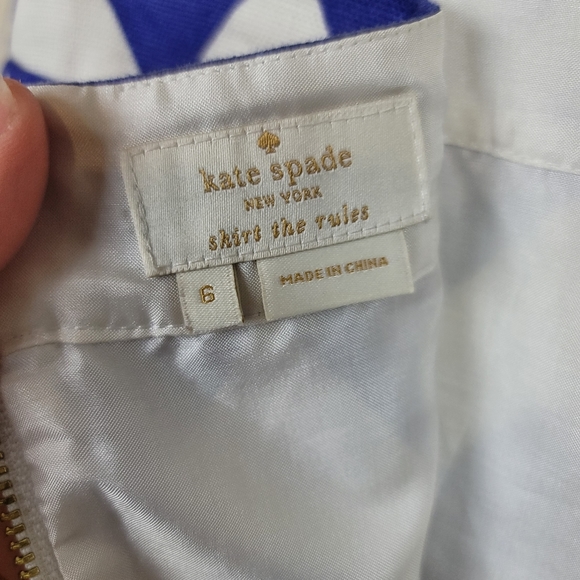 kate spade
NEW YORK
skirt the rules
6
MADE IN CHINA